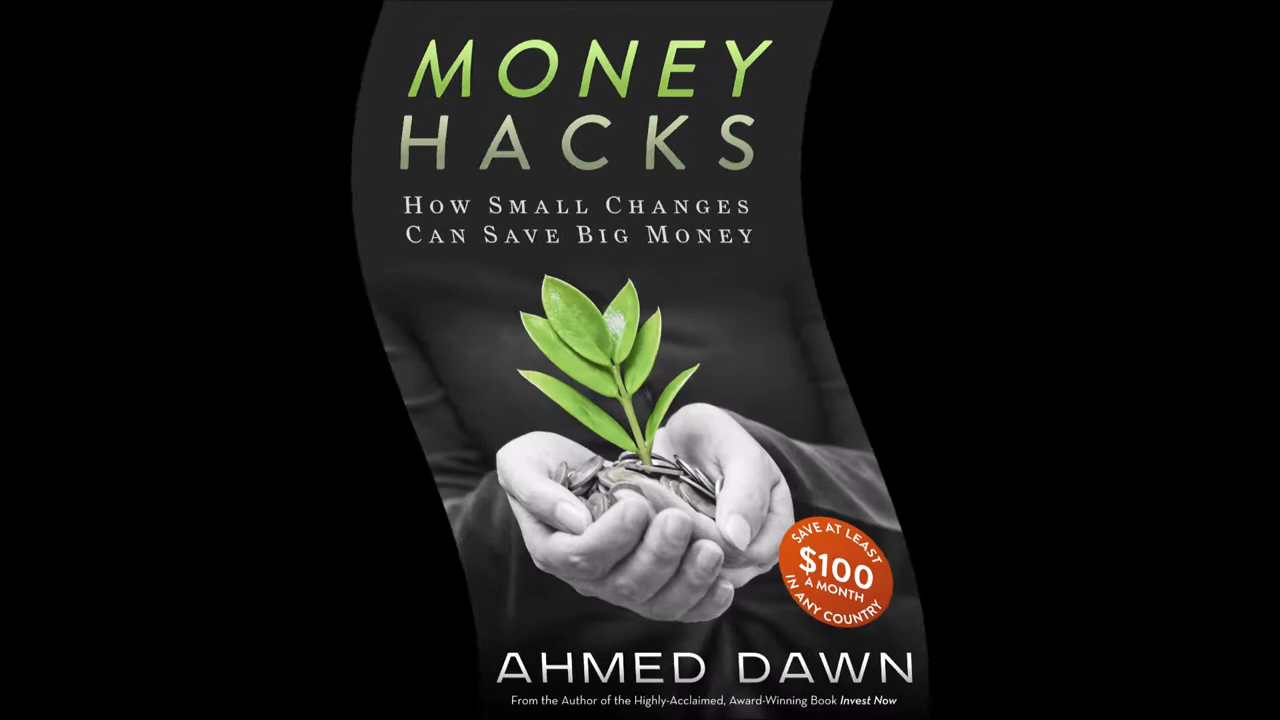 MONEY
HACKS
HOW SMALL CHANGES
CAN SAVE BIG MONEY
SAVE AT LEAST
$100
A MONTH
IN ANY COUNTRY
AHMED DAWN
From the Author of the Highly-Acclaimed, Award-Winning Book Invest Now